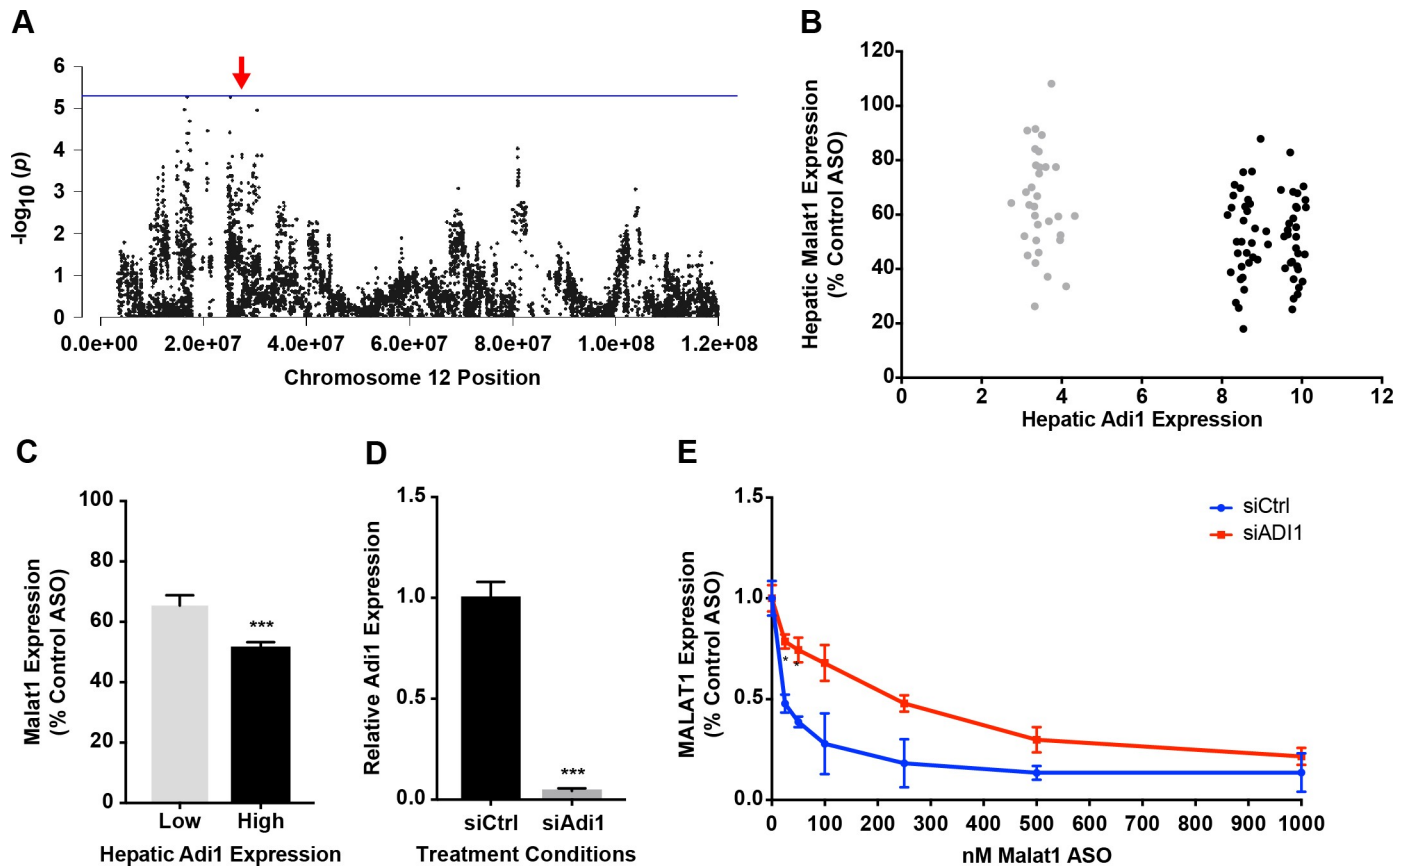 A
6
5
4
3
2
1
0
-log10 (p)
0.0e+00 2.0e+07 4.0e+07 6.0e+07 8.0e+07 1.0e+08 1.2e+08
Chromosome 12 Position
B
120
100
80
60
40
20
0
Hepatic Malat1 Expression
(% Control ASO)
0 2 4 6 8 10 12
Hepatic Adi1 Expression
C
100
80
60
40
20
0
Malat1 Expression
(% Control ASO)
***
Low High
Hepatic Adi1 Expression
D
1.5
1.0
0.5
0.0
Relative Adi1 Expression
***
siCtrl siAdi1
Treatment Conditions
E
1.5
1.0
0.5
0.0
MALAT1 Expression
(% Control ASO)
siCtrl
siADI1
* *
0 100 200 300 400 500 600 700 800 900 1000
nM Malat1 ASO